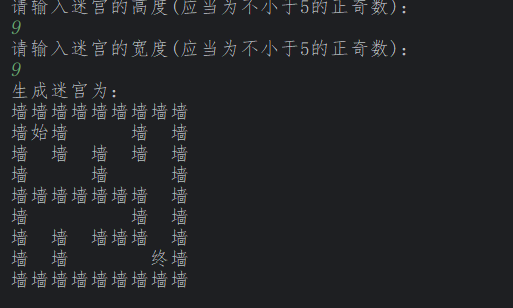 请输入迷宫的高度(应当为不小于5的正奇数):
9
请输入迷宫的宽度(应当为不小于5的正奇数):
9
生成迷宫为:
墙墙墙墙墙墙墙墙墙
墙始墙　　　墙　墙
墙　墙　墙　墙　墙
墙　　　墙　　　墙
墙墙墙墙墙墙墙　墙
墙　　　　　墙　墙
墙　墙　墙墙墙　墙
墙　墙　　　　终墙
墙墙墙墙墙墙墙墙墙